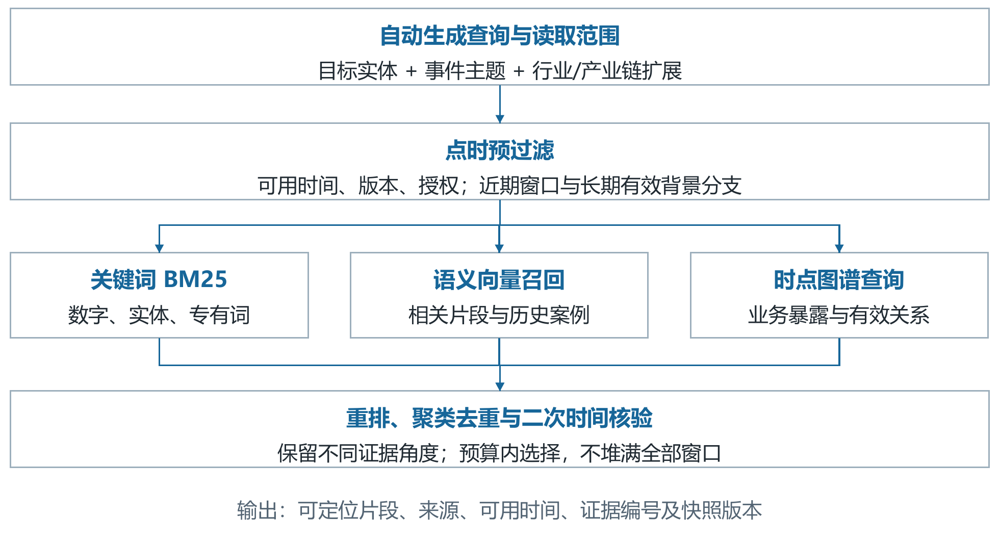 自动生成查询与读取范围
目标实体 + 事件主题 + 行业/产业链扩展
点时预过滤
可用时间、版本、授权；近期窗口与长期有效背景分支
关键词 BM25
数字、实体、专有词
语义向量召回
相关片段与历史案例
时点图谱查询
业务暴露与有效关系
重排、聚类去重与二次时间核验
保留不同证据角度；预算内选择，不堆满全部窗口
输出：可定位片段、来源、可用时间、证据编号及快照版本